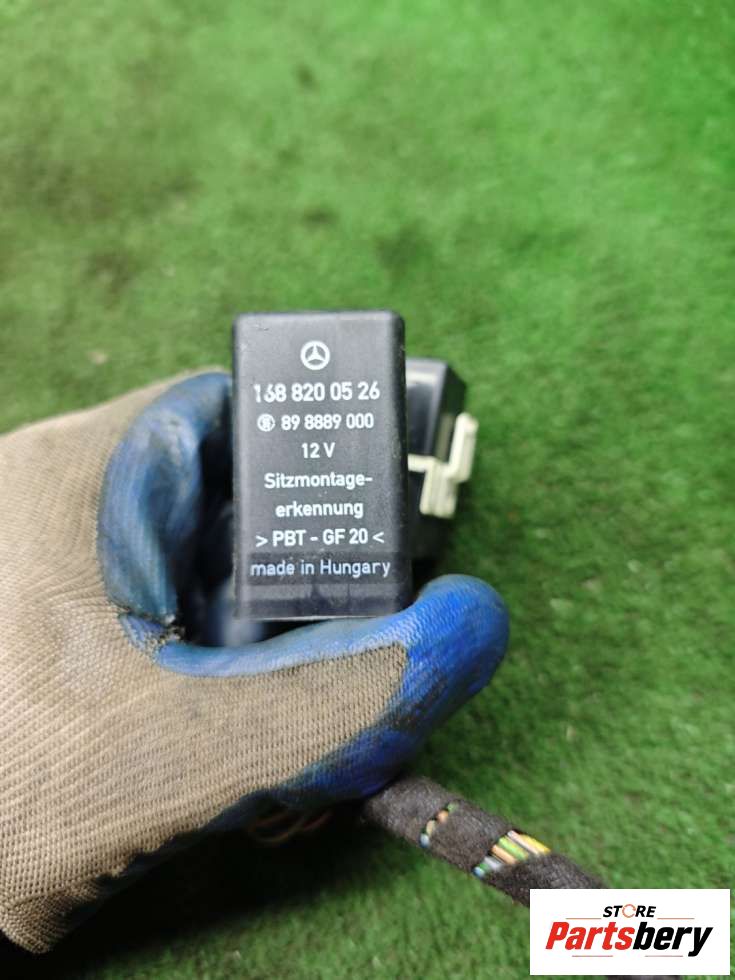 168 820 05 26
89 8889 000
12 V
Sitzmontage-
erkennung
> PBT - GF 20 <
made in Hungary
STORE
Partsbery